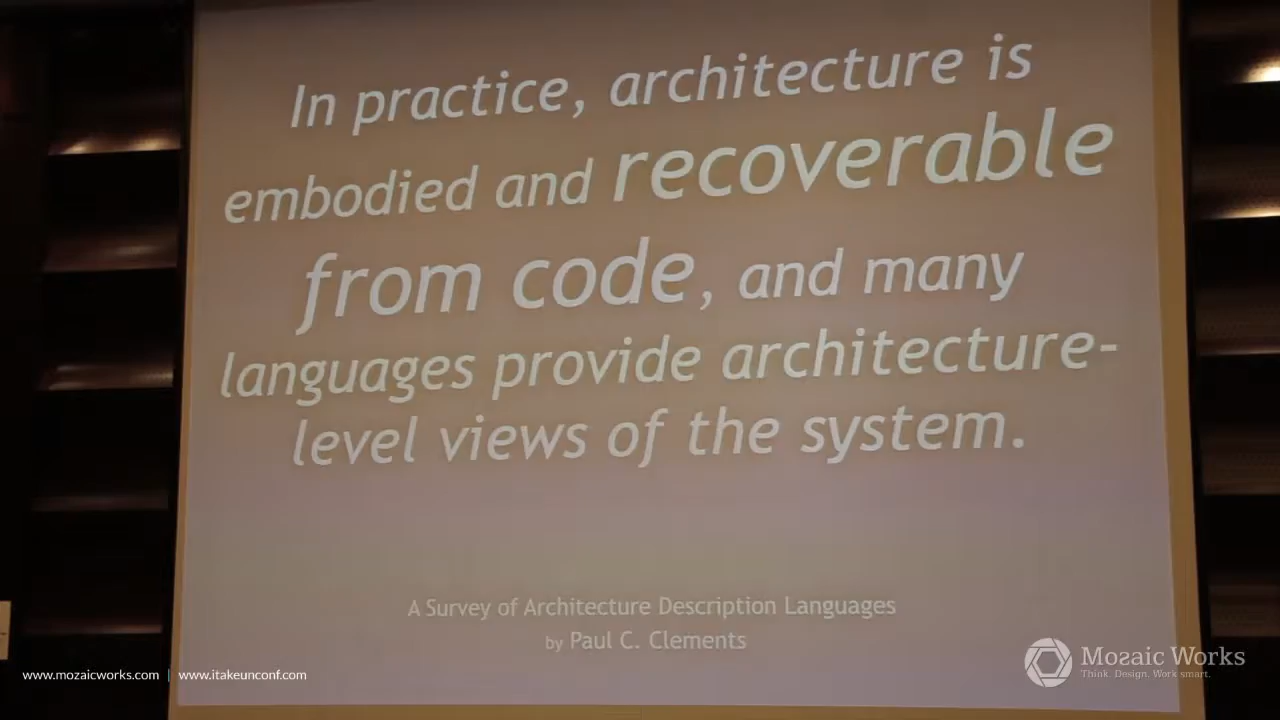 In practice, architecture is
embodied and recoverable
from code, and many
languages provide architecture-
level views of the system.
A Survey of Architecture Description Languages
by Paul C. Clements
www.mozaicworks.com | www.itakeunconf.com
Mozaic Works
Think. Design. Work smart.